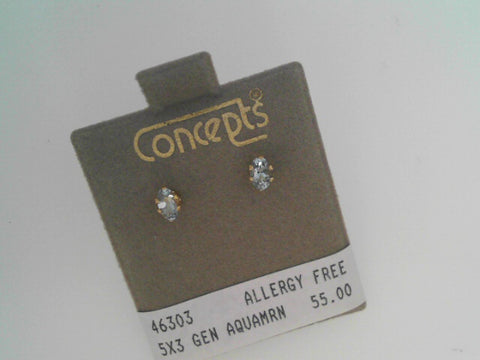 Concepts®
46303 ALLERGY FREE
5X3 GEN AQUAMRN 55.00